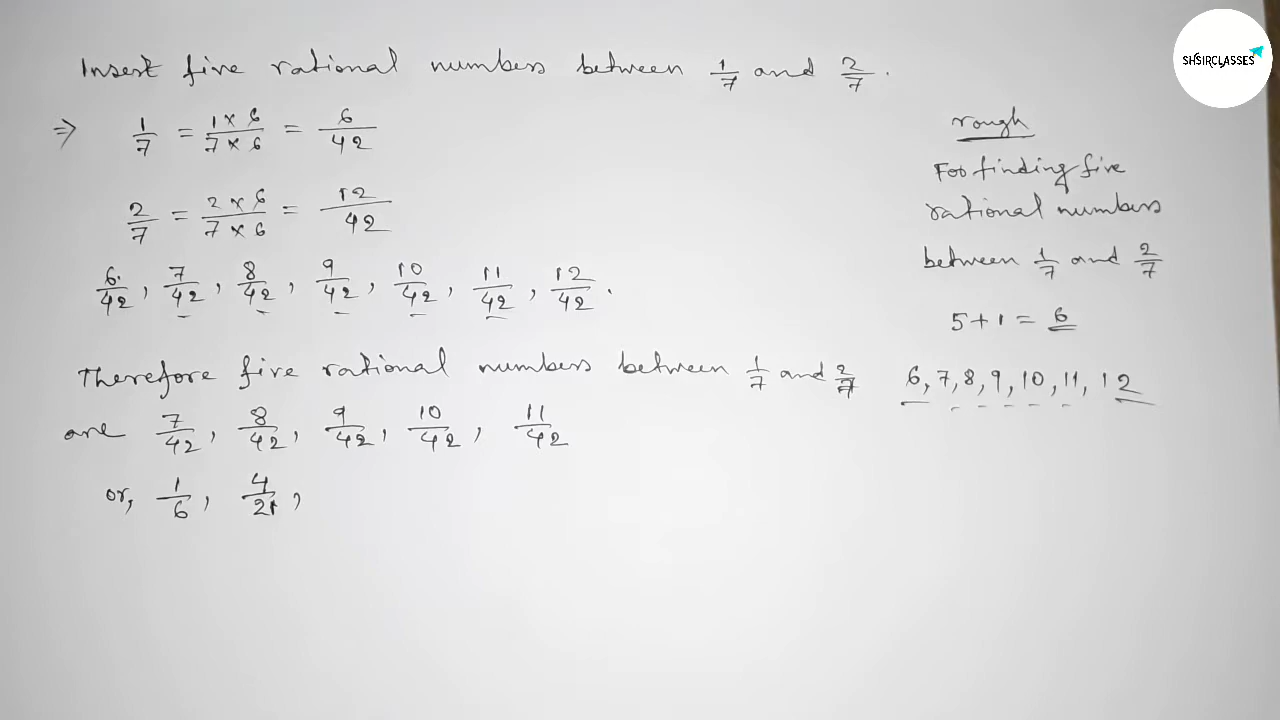 Insert five rational numbers between 1/7 and 2/7.
⇒ 1/7 = 1×6/7×6 = 6/42
2/7 = 2×6/7×6 = 12/42
6/42, 7/42, 8/42, 9/42, 10/42, 11/42, 12/42.
Therefore five rational numbers between 1/7 and 2/7
are 7/42, 8/42, 9/42, 10/42, 11/42
or, 1/6, 4/21,
rough
For finding five
rational numbers
between 1/7 and 2/7
5+1 = 6
6, 7, 8, 9, 10, 11, 12
SHSIRCLASSES